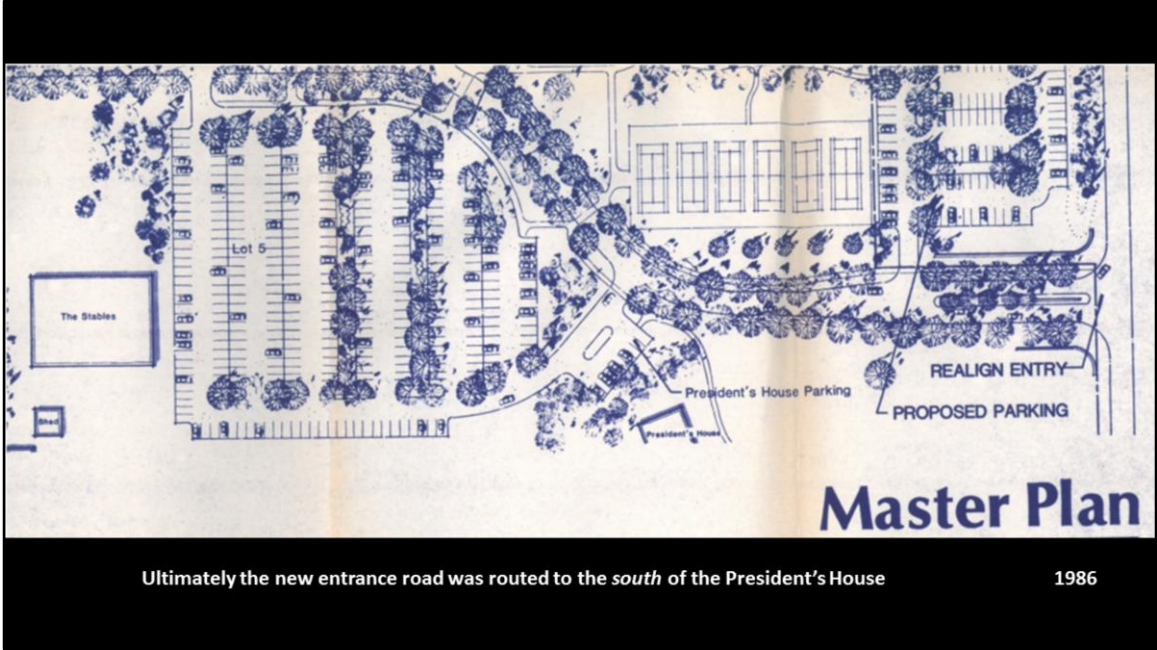 Lot 5
The Stables
Shed
President's House Parking
President's House
REALIGN ENTRY
PROPOSED PARKING
Master Plan
Ultimately the new entrance road was routed to the south of the President's House
1986